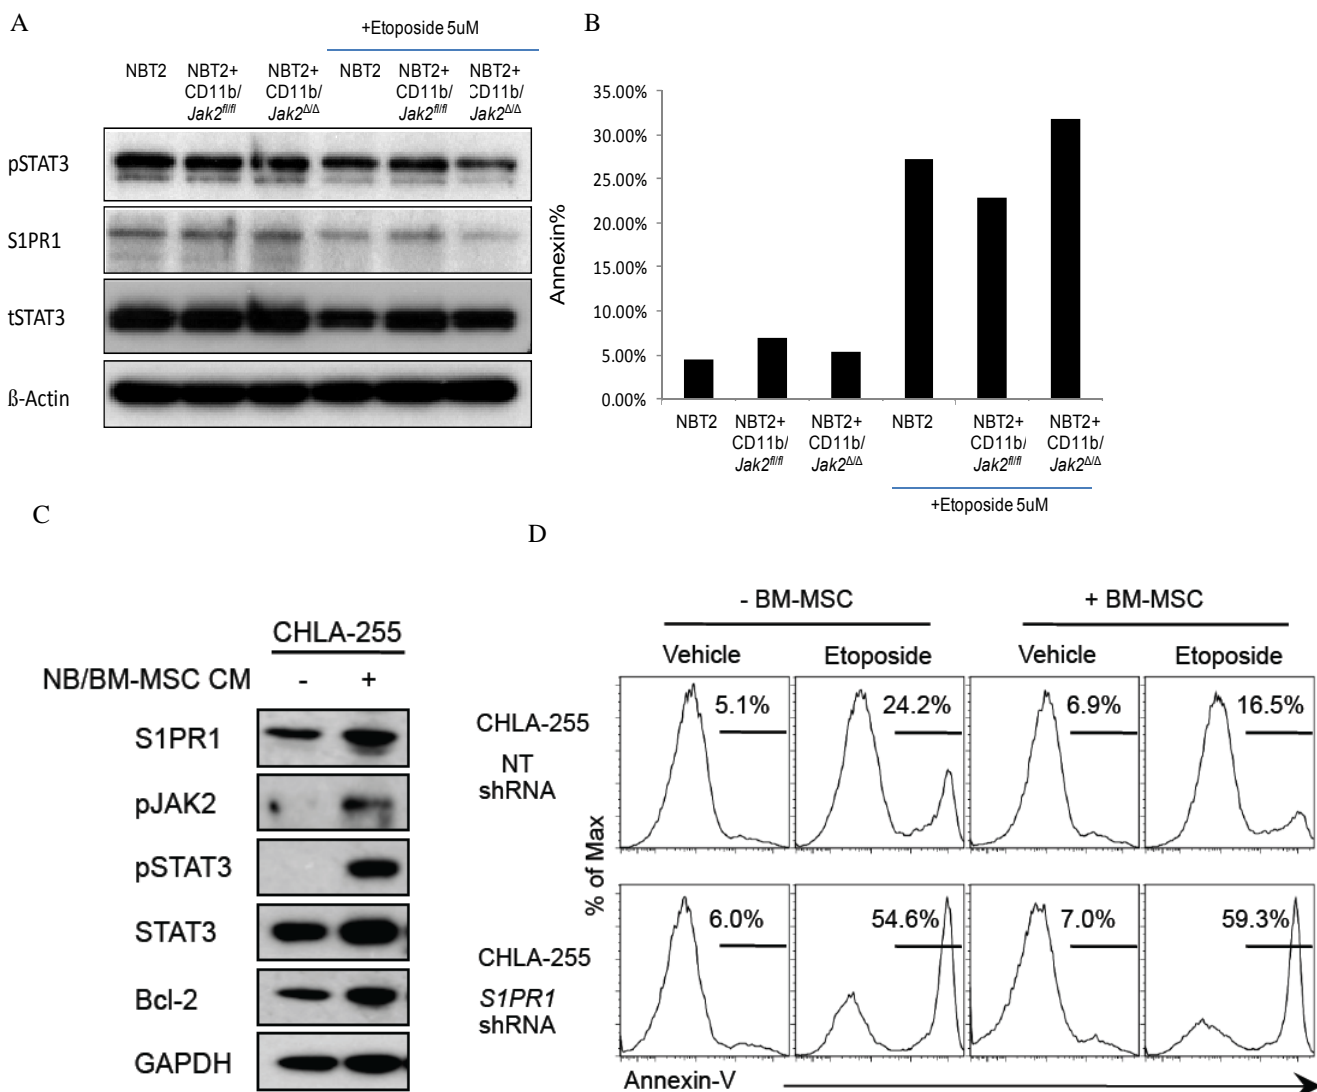 A
+Etoposide 5uM
NBT2 NBT2+ NBT2+ NBT2 NBT2+ NBT2+
CD11b/ CD11b/ CD11b/ CD11b/
Jak2fl/fl Jak2Δ/Δ Jak2fl/fl Jak2Δ/Δ
pSTAT3
S1PR1
tSTAT3
ß-Actin
B
35.00%
30.00%
25.00%
20.00%
15.00%
10.00%
5.00%
0.00%
Annexin%
NBT2 NBT2+ NBT2+ NBT2 NBT2+ NBT2+
CD11b/ CD11b/ CD11b/ CD11b/
Jak2fl/fl Jak2Δ/Δ Jak2fl/fl Jak2Δ/Δ
+Etoposide 5uM
C
CHLA-255
NB/BM-MSC CM - +
S1PR1
pJAK2
pSTAT3
STAT3
Bcl-2
GAPDH
D
- BM-MSC + BM-MSC
Vehicle Etoposide Vehicle Etoposide
CHLA-255
NT
shRNA
5.1% 24.2% 6.9% 16.5%
% of Max
CHLA-255
S1PR1
shRNA
6.0% 54.6% 7.0% 59.3%
Annexin-V